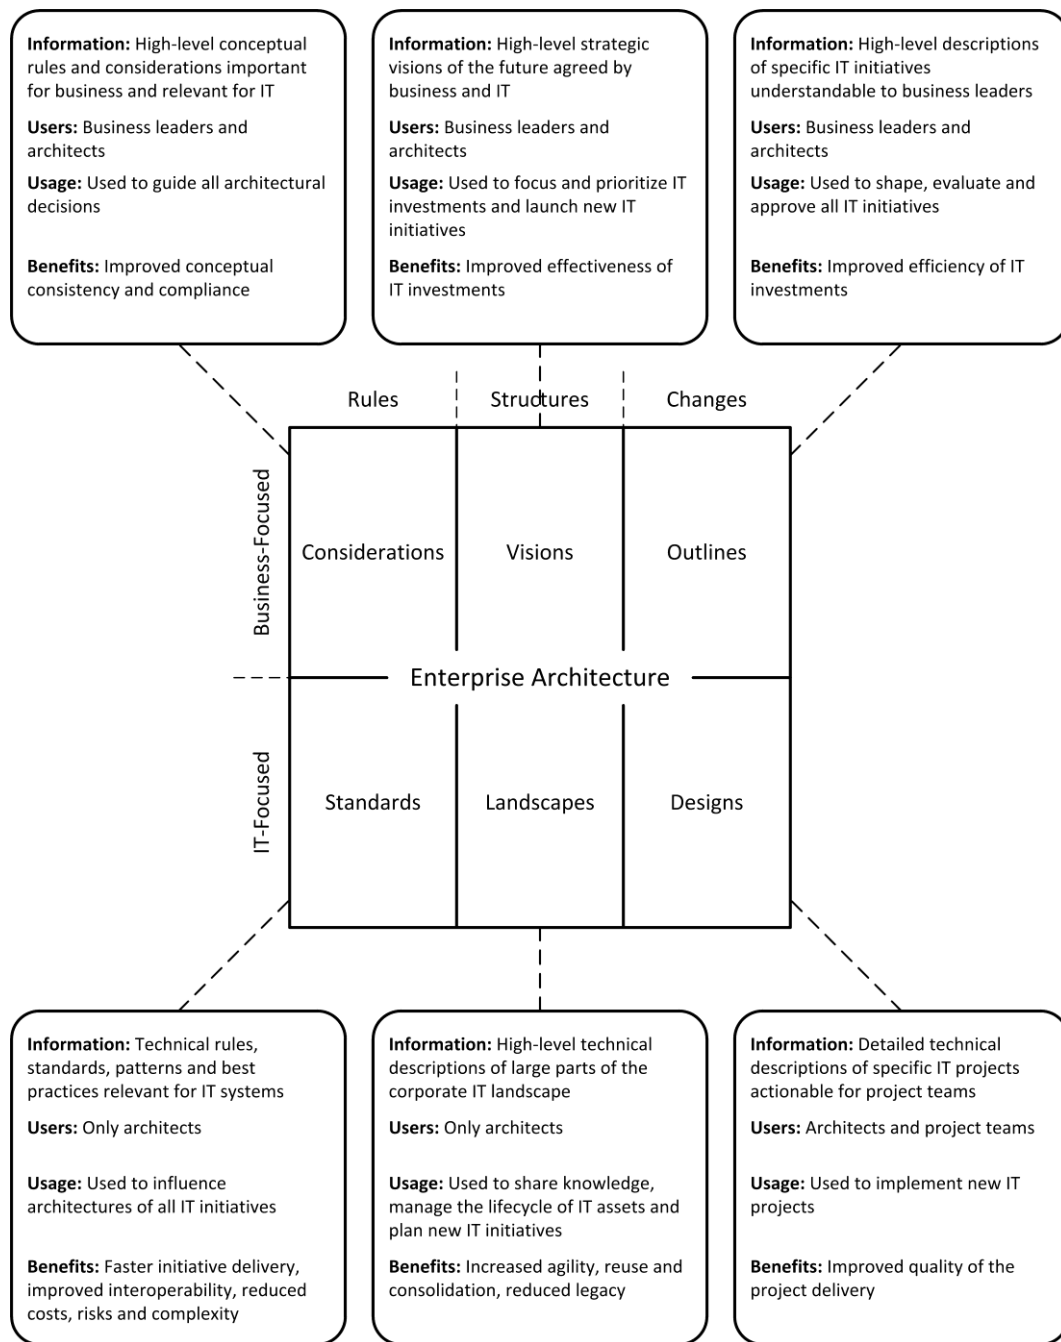 Information: High-level conceptual
rules and considerations important
for business and relevant for IT
Users: Business leaders and
architects
Usage: Used to guide all architectural
decisions
Benefits: Improved conceptual
consistency and compliance
Information: High-level strategic
visions of the future agreed by
business and IT
Users: Business leaders and
architects
Usage: Used to focus and prioritize IT
investments and launch new IT
initiatives
Benefits: Improved effectiveness of
IT investments
Information: High-level descriptions
of specific IT initiatives
understandable to business leaders
Users: Business leaders and
architects
Usage: Used to shape, evaluate and
approve all IT initiatives
Benefits: Improved efficiency of IT
investments
Rules
Structures
Changes
Business-Focused
Considerations
Visions
Outlines
Enterprise Architecture
IT-Focused
Standards
Landscapes
Designs
Information: Technical rules,
standards, patterns and best
practices relevant for IT systems
Users: Only architects
Usage: Used to influence
architectures of all IT initiatives
Benefits: Faster initiative delivery,
improved interoperability, reduced
costs, risks and complexity
Information: High-level technical
descriptions of large parts of the
corporate IT landscape
Users: Only architects
Usage: Used to share knowledge,
manage the lifecycle of IT assets and
plan new IT initiatives
Benefits: Increased agility, reuse and
consolidation, reduced legacy
Information: Detailed technical
descriptions of specific IT projects
actionable for project teams
Users: Architects and project teams
Usage: Used to implement new IT
projects
Benefits: Improved quality of the
project delivery